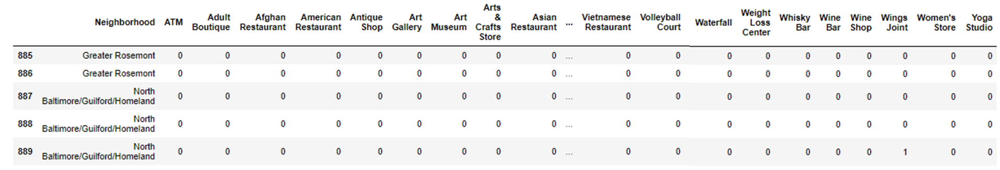 Neighborhood ATM Adult Boutique Afghan Restaurant American Restaurant Antique Shop Art Gallery Art Museum Arts & Crafts Store Asian Restaurant ... Vietnamese Restaurant Volleyball Court Waterfall Weight Loss Center Whisky Bar Wine Bar Wine Shop Wings Joint Women's Store Yoga Studio
885 Greater Rosemont 0 0 0 0 0 0 0 0 0 ... 0 0 0 0 0 0 0 0 0 0
886 Greater Rosemont 0 0 0 0 0 0 0 0 0 ... 0 0 0 0 0 0 0 0 0 0
887 North Baltimore/Guilford/Homeland 0 0 0 0 0 0 0 0 0 ... 0 0 0 0 0 0 0 0 0 0
888 North Baltimore/Guilford/Homeland 0 0 0 0 0 0 0 0 0 ... 0 0 0 0 0 0 0 0 0 0
889 North Baltimore/Guilford/Homeland 0 0 0 0 0 0 0 0 0 ... 0 0 0 0 0 0 0 1 0 0